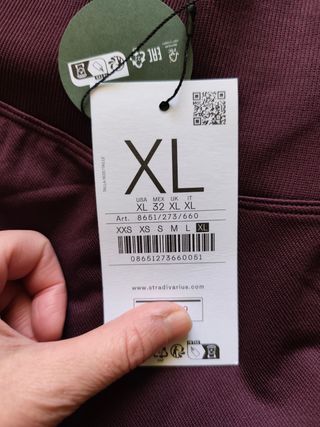 EAC
XL
USA MEX UK IT
XL 32 XL XL
Art. 8651/273/660
XXS XS S M L XL
08651273660051
www.stradivarius.com